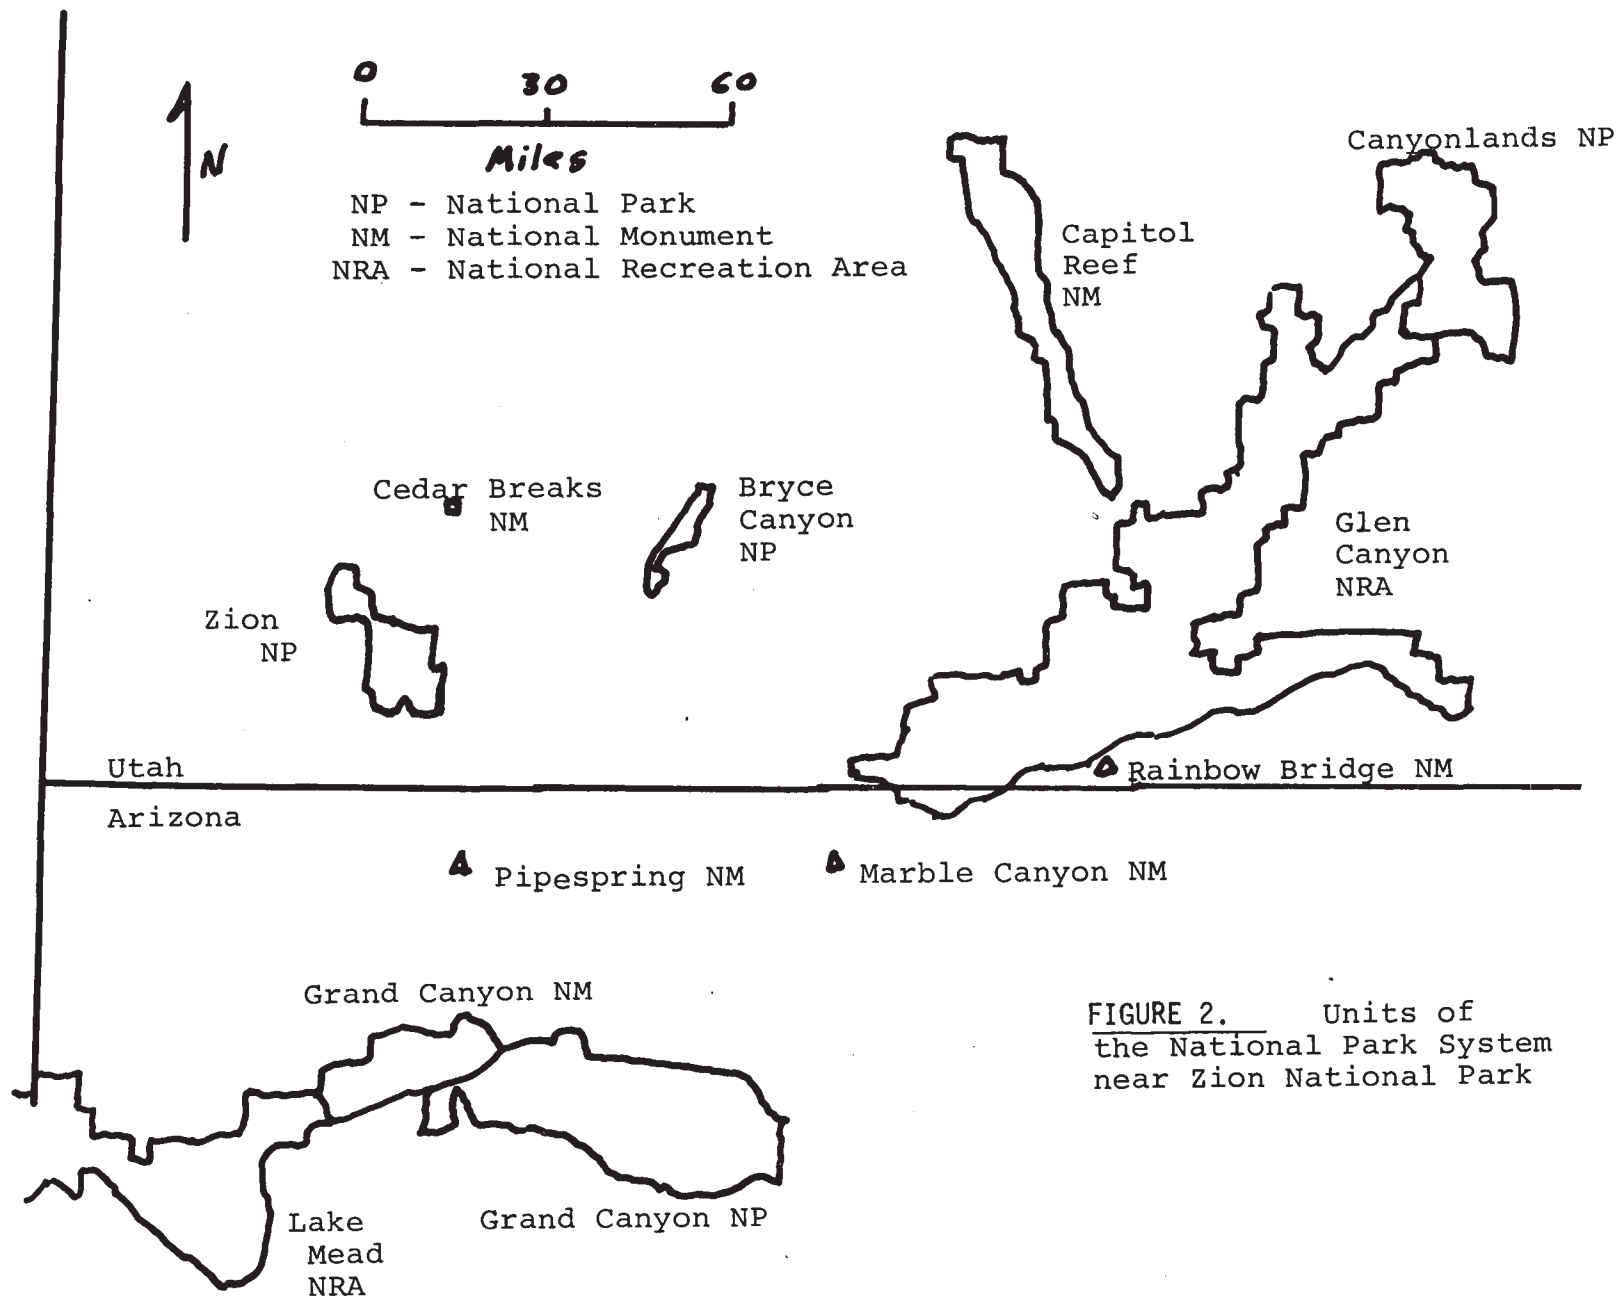 0 30 60
Miles
N
NP - National Park
NM - National Monument
NRA - National Recreation Area
Canyonlands NP
Capitol
Reef
NM
Cedar Breaks
NM
Bryce
Canyon
NP
Glen
Canyon
NRA
Zion
NP
Utah
Rainbow Bridge NM
Arizona
Pipespring NM
Marble Canyon NM
Grand Canyon NM
FIGURE 2. Units of
the National Park System
near Zion National Park
Grand Canyon NP
Lake
Mead
NRA